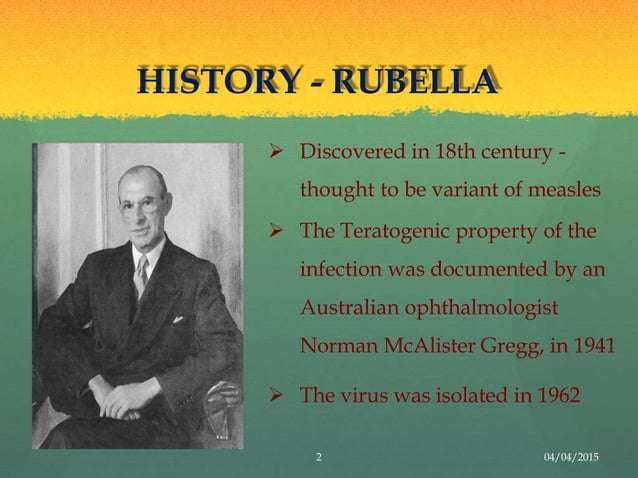 HISTORY - RUBELLA
➢ Discovered in 18th century -
thought to be variant of measles
➢ The Teratogenic property of the
infection was documented by an
Australian ophthalmologist
Norman McAlister Gregg, in 1941
➢ The virus was isolated in 1962
2
04/04/2015